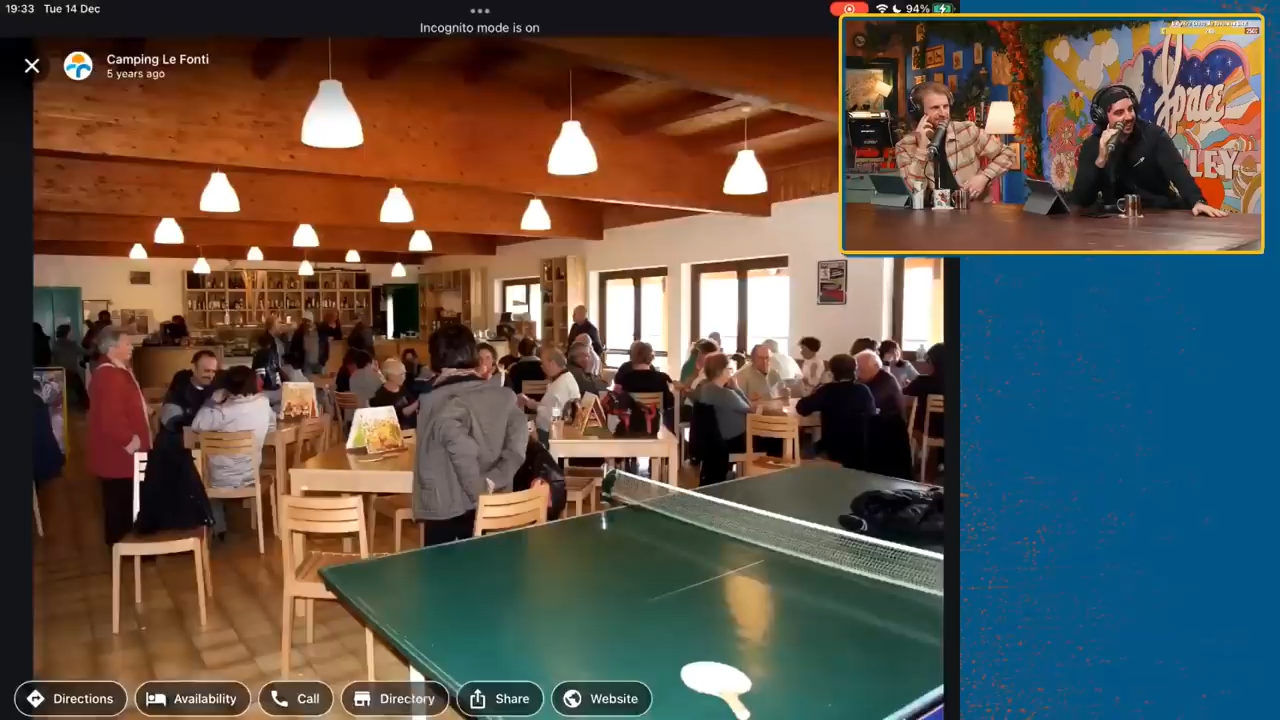 19:33 Tue 14 Dec
94%
Incognito mode is on
Camping Le Fonti
5 years ago
Space
LLEY
Directions
Availability
Call
Directory
Share
Website